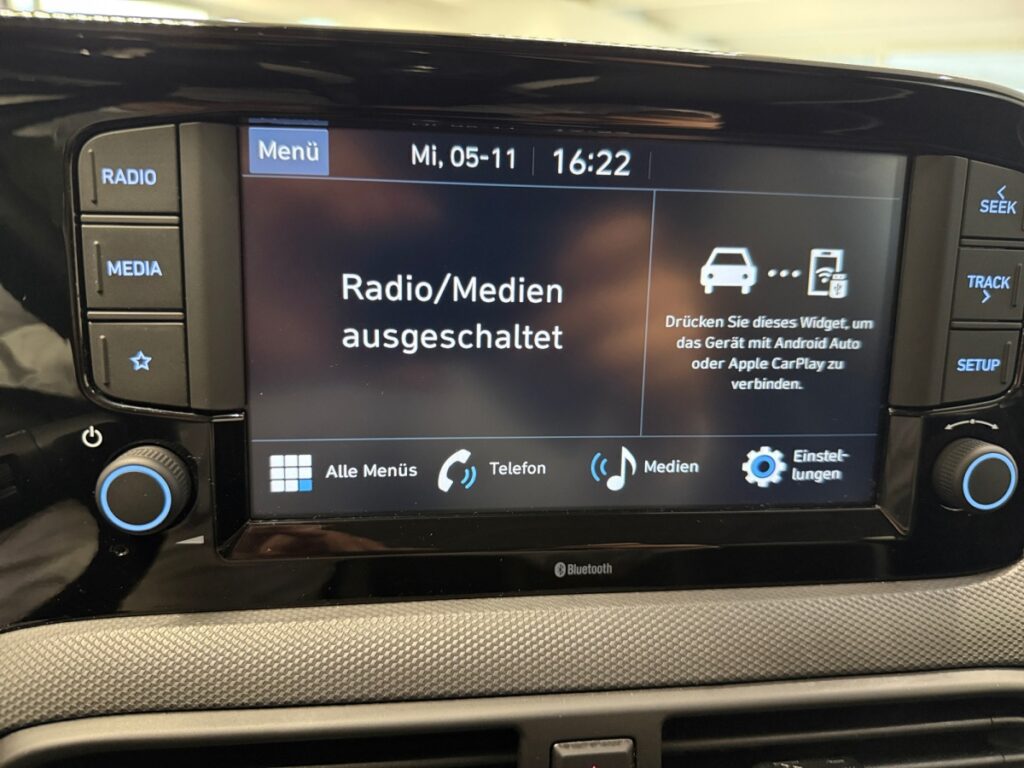 RADIO
MEDIA
Menü
Mi, 05-11
16:22
Radio/Medien
ausgeschaltet
Drücken Sie dieses Widget, um
das Gerät mit Android Auto
oder Apple CarPlay zu
verbinden.
Alle Menüs
Telefon
Medien
Einstel-
lungen
SEEK
TRACK
SETUP
Bluetooth